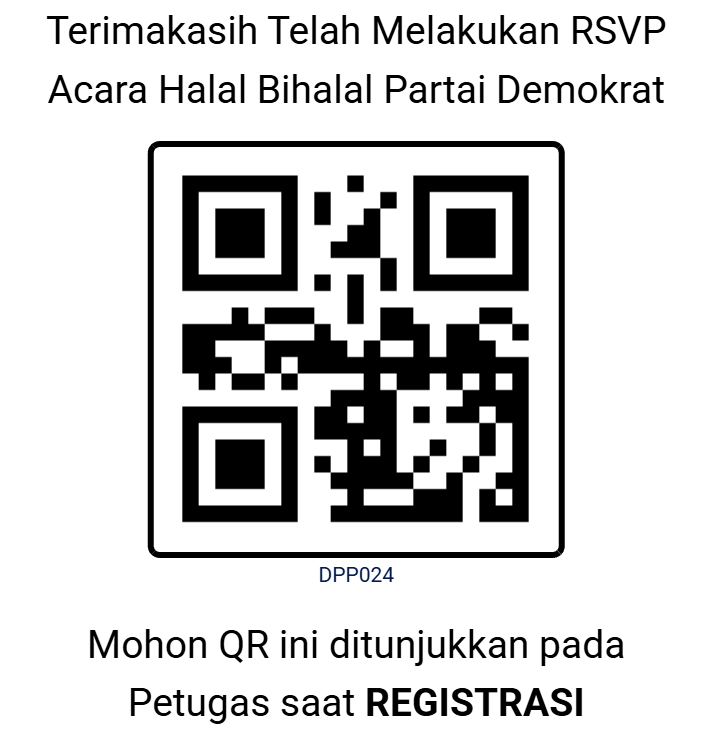 Terimakasih Telah Melakukan RSVP
Acara Halal Bihalal Partai Demokrat
DPP024
Mohon QR ini ditunjukkan pada
Petugas saat REGISTRASI